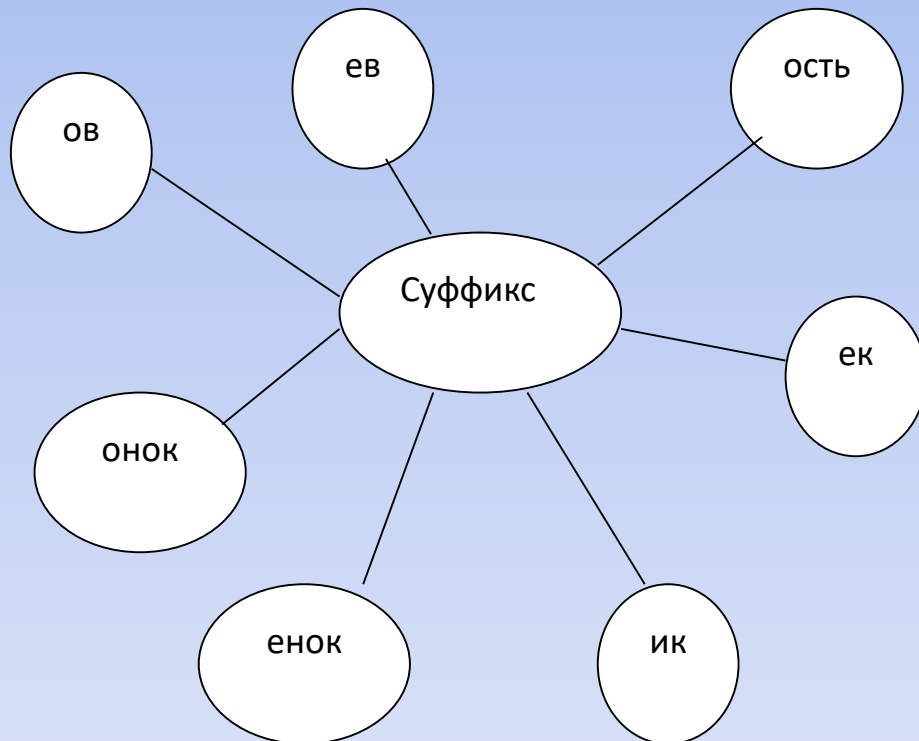 ев
ость
ов
Суффикс
ек
онок
енок
ик